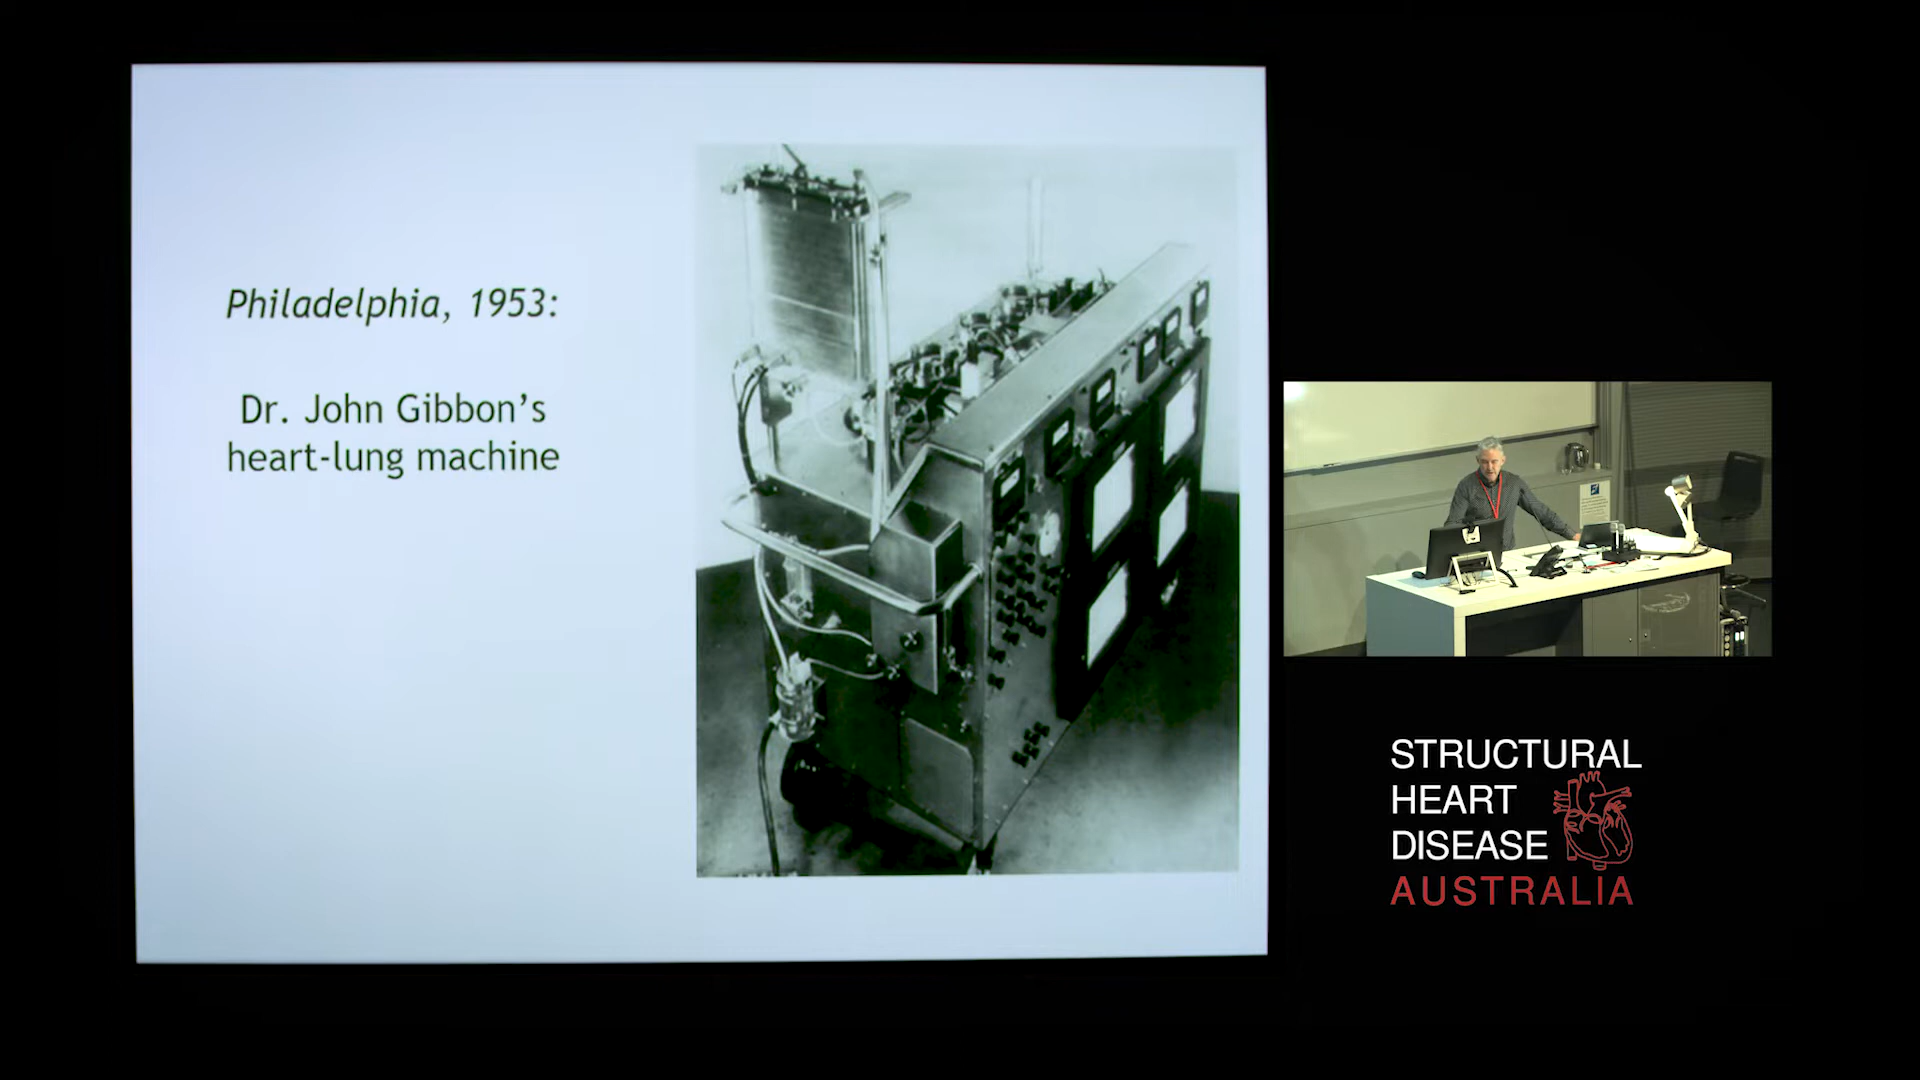 Philadelphia, 1953:
Dr. John Gibbon's
heart-lung machine
STRUCTURAL
HEART
DISEASE
AUSTRALIA